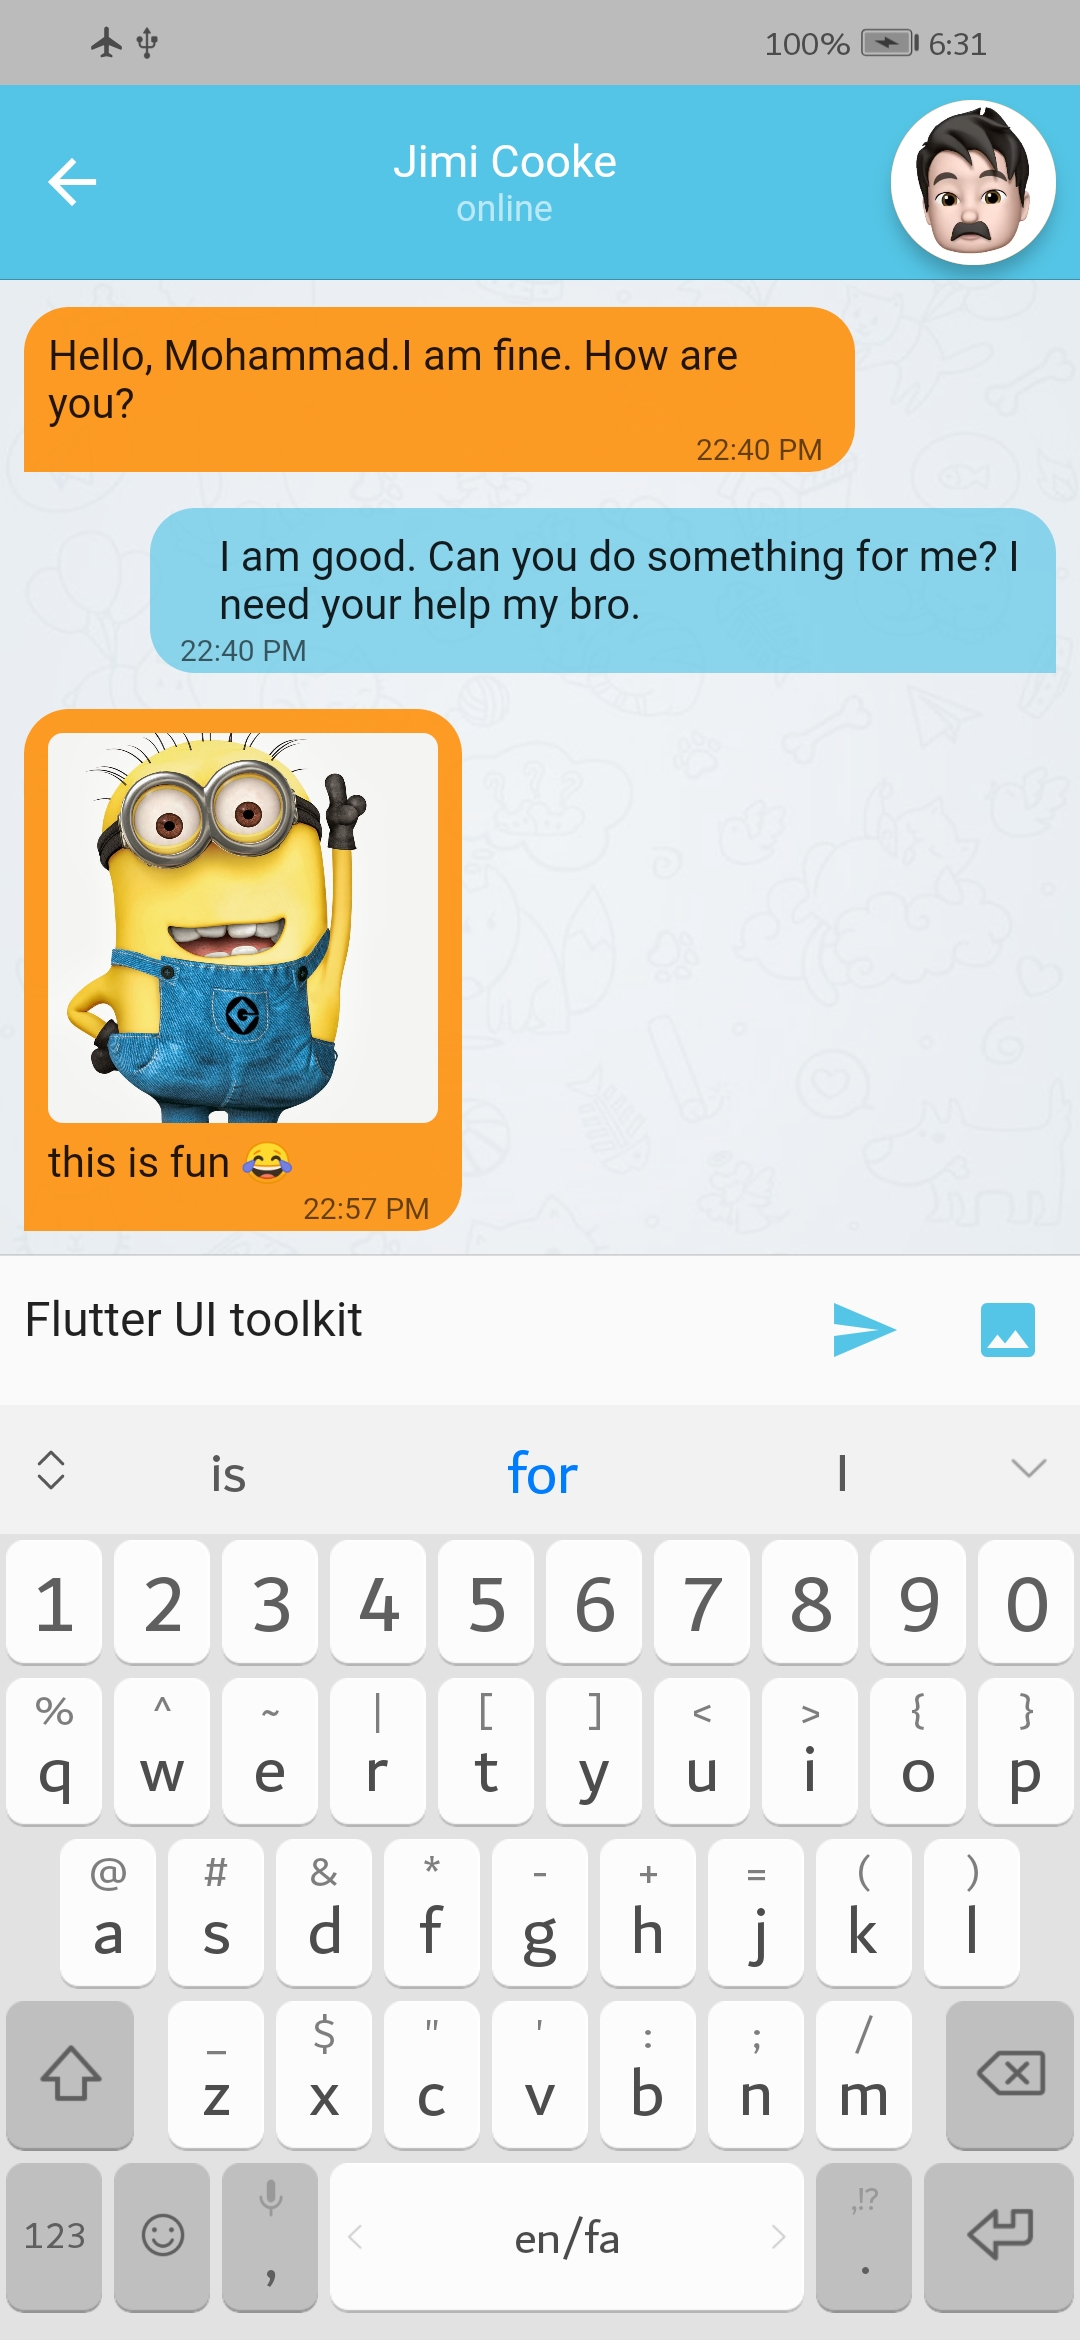 100% 6:31
Jimi Cooke
online
Hello, Mohammad.I am fine. How are
you?
22:40 PM
I am good. Can you do something for me? I
need your help my bro.
22:40 PM
this is fun 😂
22:57 PM
Flutter UI toolkit
is for I
1 2 3 4 5 6 7 8 9 0
% ^ ~ | [ ] < > { }
q w e r t y u i o p
@ # & * - + = ( )
a s d f g h j k l
_ $ " ' : ; /
z x c v b n m
,!?
123 , en/fa .